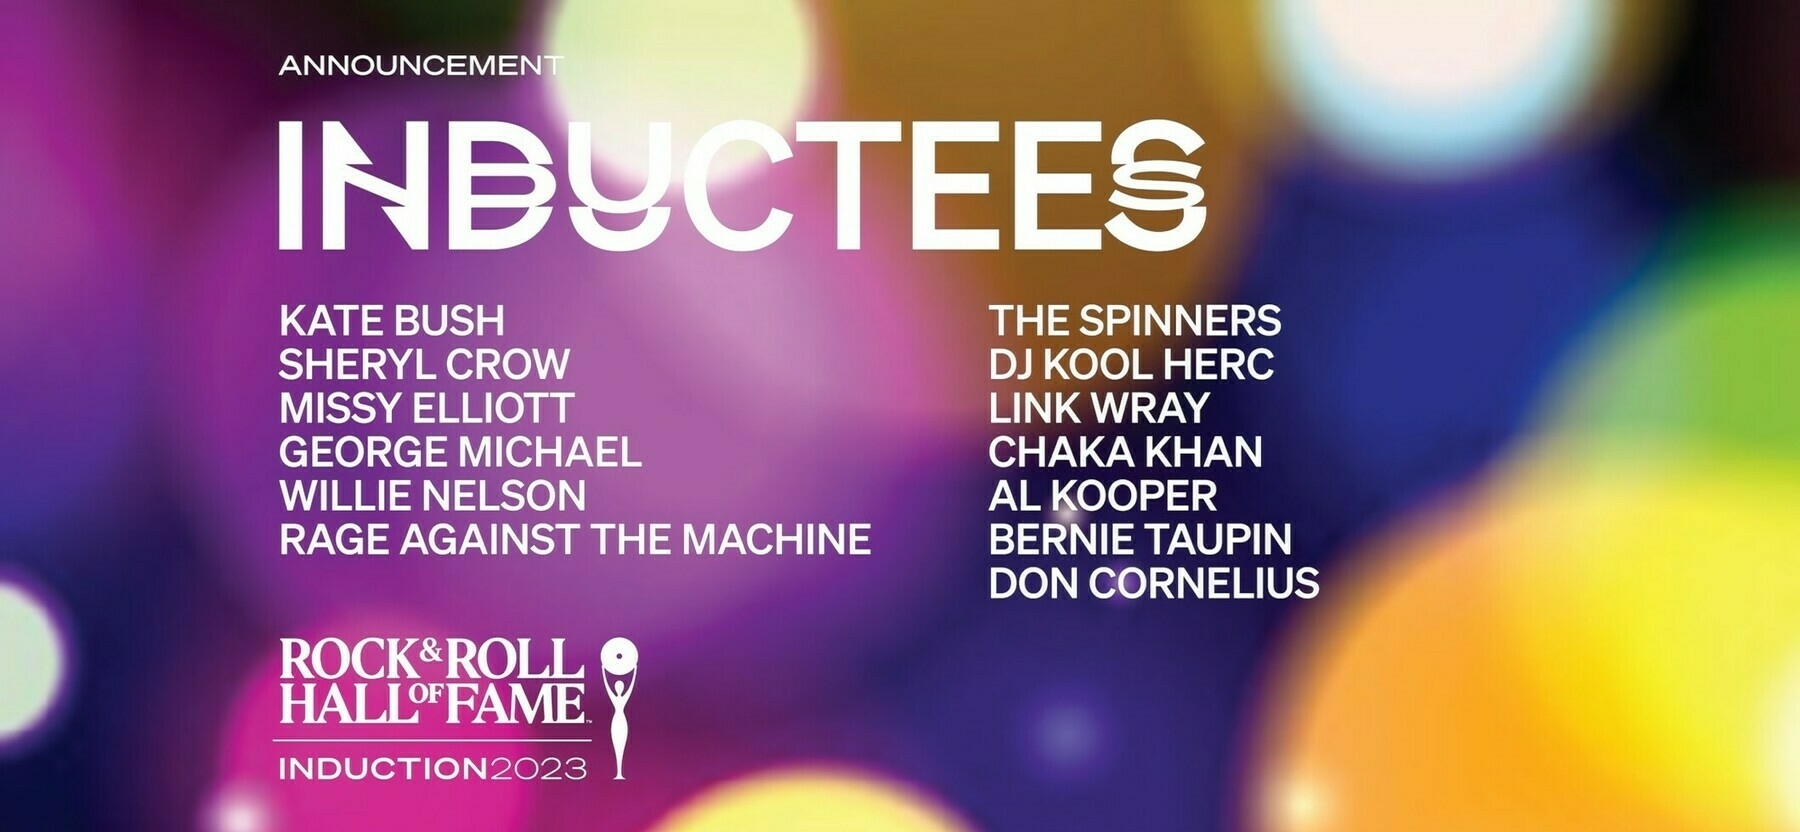 ANNOUNCEMENT
INDUCTEES
KATE BUSH
SHERYL CROW
MISSY ELLIOTT
GEORGE MICHAEL
WILLIE NELSON
RAGE AGAINST THE MACHINE
THE SPINNERS
DJ KOOL HERC
LINK WRAY
CHAKA KHAN
AL KOOPER
BERNIE TAUPIN
DON CORNELIUS
ROCK & ROLL
HALL OF FAME™
INDUCTION2023